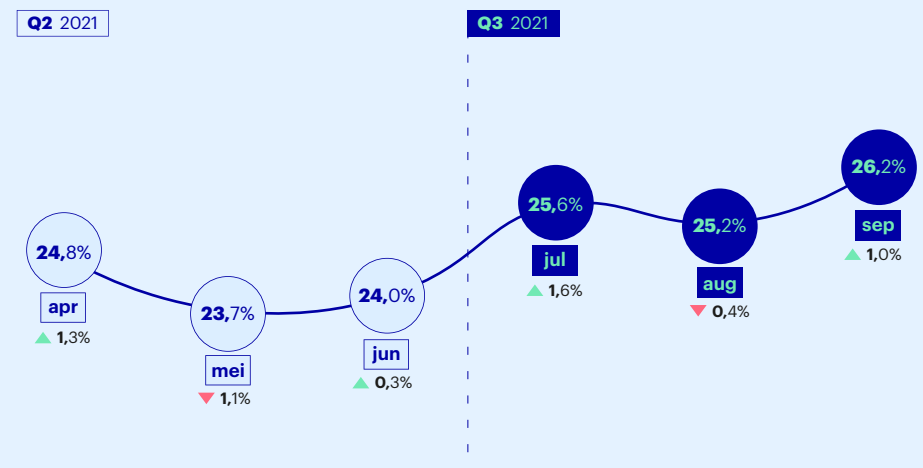 Q2 2021
24,8%
apr
1,3%
23,7%
mei
1,1%
24,0%
jun
0,3%
Q3 2021
25,6%
jul
1,6%
25,2%
aug
0,4%
26,2%
sep
1,0%